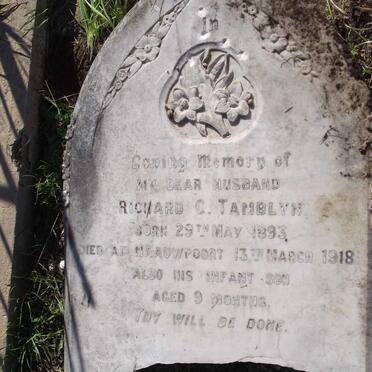 In
Loving Memory of
MY DEAR HUSBAND
RICHARD C. TAMBLYN
BORN 29TH MAY 1893
DIED AT NAAUWPOORT 13TH MARCH 1918
ALSO HIS INFANT SON
AGED 9 MONTHS.
THY WILL BE DONE.